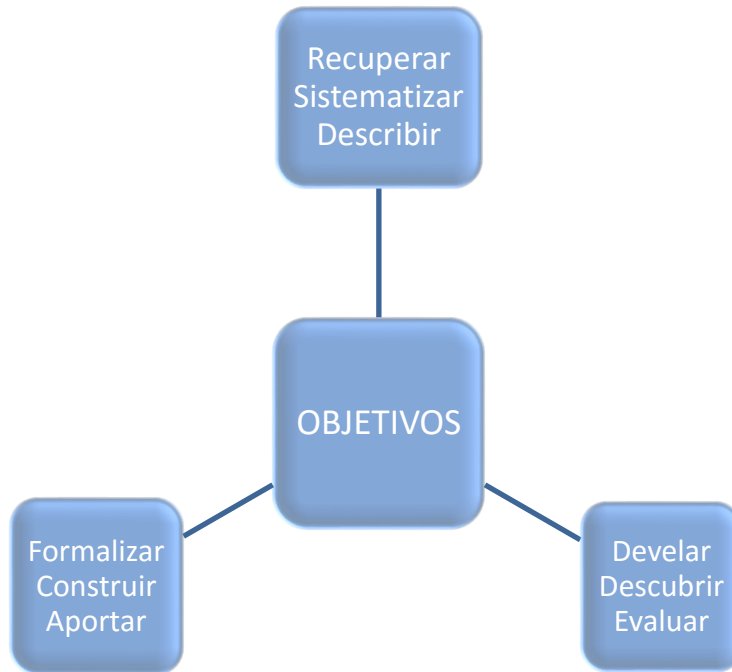 Recuperar
Sistematizar
Describir
OBJETIVOS
Formalizar
Construir
Aportar
Develar
Descubrir
Evaluar